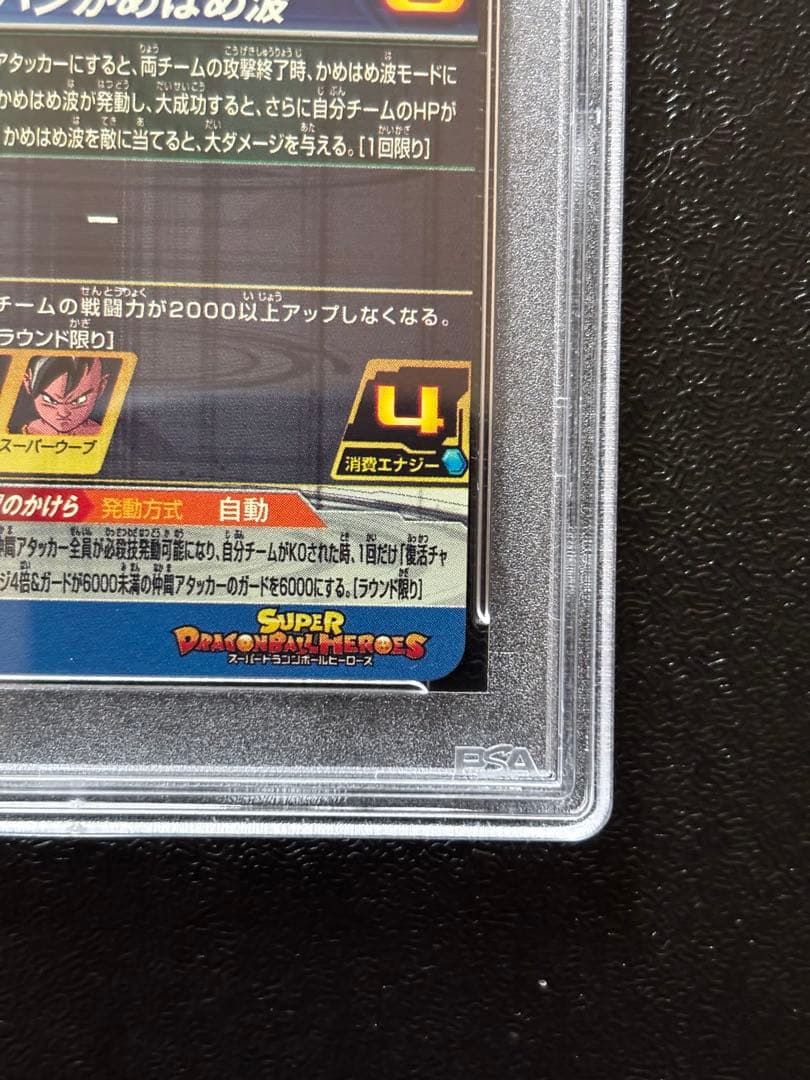 かめはめ波
アタッカーにすると、両チームの攻撃終了時、かめはめ波モードに
かめはめ波が発動し、大成功すると、さらに自分チームのHPが
かめはめ波を敵に当てると、大ダメージを与える。[1回限り]
ー
チームの戦闘力が2000以上アップしなくなる。
ラウンド限り]
スーパーウーブ
4
消費エナジー
のかけら 発動方式 自動
仲間アタッカー全員が必殺技発動可能になり、自分チームがKOされた時、1回だけ「復活チャ
ジ4倍&ガードが6000未満の仲間アタッカーのガードを6000にする。[ラウンド限り]
SUPER
DRAGONBALL HEROES
スーパードラゴンボールヒーローズ
PSA